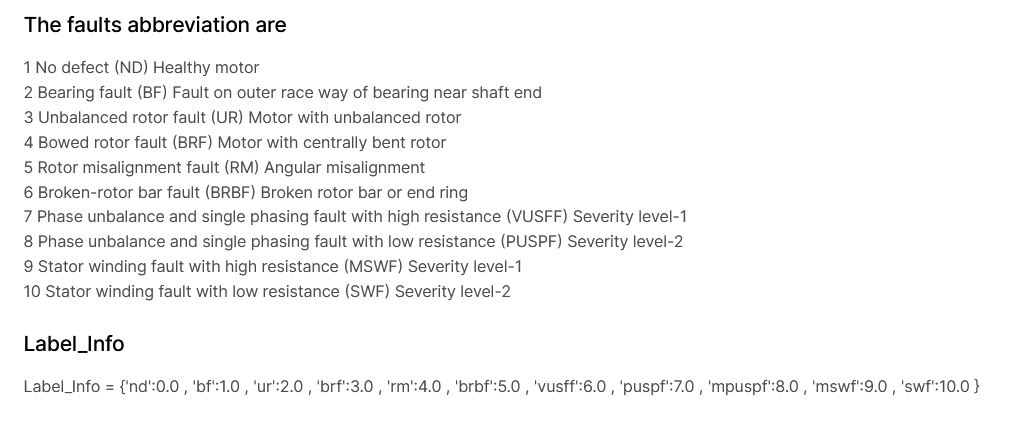 The faults abbreviation are
1 No defect (ND) Healthy motor
2 Bearing fault (BF) Fault on outer race way of bearing near shaft end
3 Unbalanced rotor fault (UR) Motor with unbalanced rotor
4 Bowed rotor fault (BRF) Motor with centrally bent rotor
5 Rotor misalignment fault (RM) Angular misalignment
6 Broken-rotor bar fault (BRBF) Broken rotor bar or end ring
7 Phase unbalance and single phasing fault with high resistance (VUSFF) Severity level-1
8 Phase unbalance and single phasing fault with low resistance (PUSPF) Severity level-2
9 Stator winding fault with high resistance (MSWF) Severity level-1
10 Stator winding fault with low resistance (SWF) Severity level-2
Label_Info
Label_Info = {'nd':0.0 , 'bf':1.0 , 'ur':2.0 , 'brf':3.0 , 'rm':4.0 , 'brbf':5.0 , 'vusff':6.0 , 'puspf':7.0 , 'mpuspf':8.0 , 'mswf':9.0 , 'swf':10.0 }